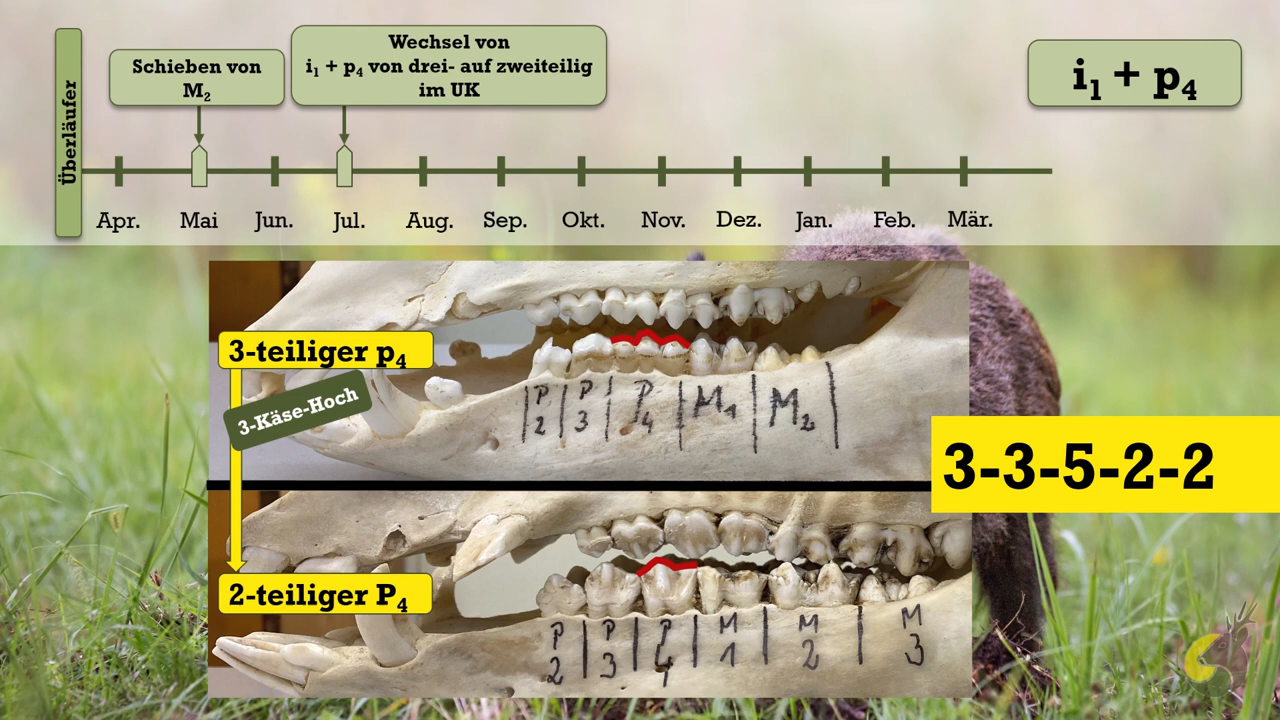 Überläufer
Schieben von
M₂
Wechsel von
i₁ + p₄ von drei- auf zweiteilig
im UK
i₁ + p₄
Apr. Mai Jun. Jul. Aug. Sep. Okt. Nov. Dez. Jan. Feb. Mär.
3-teiliger p₄
3-Käse-Hoch
P P P M₁ M₂
2 3 4
3-3-5-2-2
2-teiliger P₄
P P P M M M
2 3 4 1 2 3